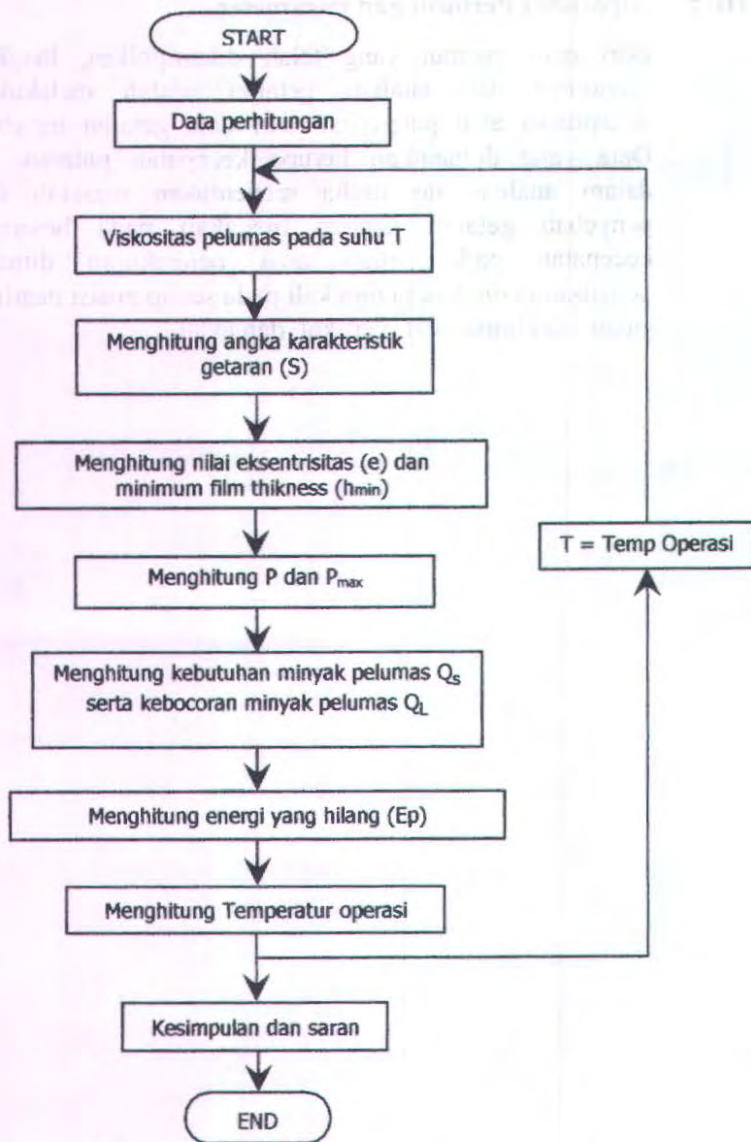 START
Data perhitungan
Viskositas pelumas pada suhu T
Menghitung angka karakteristik
getaran (S)
Menghitung nilai eksentrisitas (e) dan
minimum film thikness (hmin)
T = Temp Operasi
Menghitung P dan Pmax
Menghitung kebutuhan minyak pelumas QS
serta kebocoran minyak pelumas QL
Menghitung energi yang hilang (Ep)
Menghitung Temperatur operasi
Kesimpulan dan saran
END